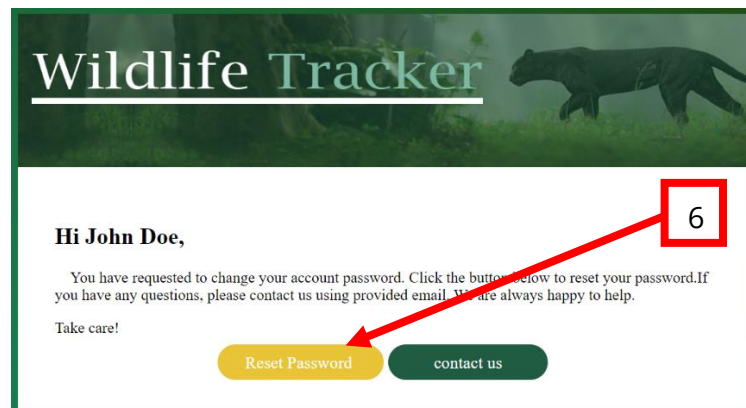 Wildlife Tracker
6
Hi John Doe,
You have requested to change your account password. Click the button below to reset your password.If
you have any questions, please contact us using provided email. We are always happy to help.
Take care!
Reset Password contact us